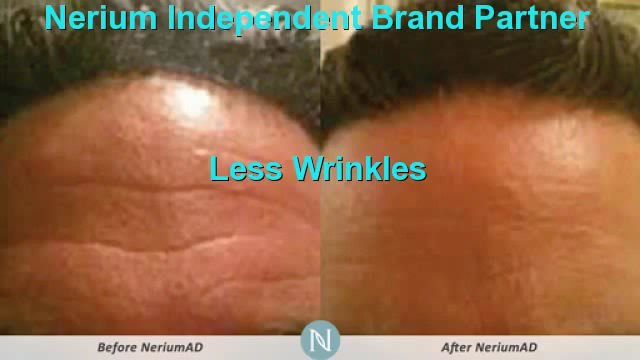 Nerium Independent Brand Partner
Less Wrinkles
Before NeriumAD
N
After NeriumAD